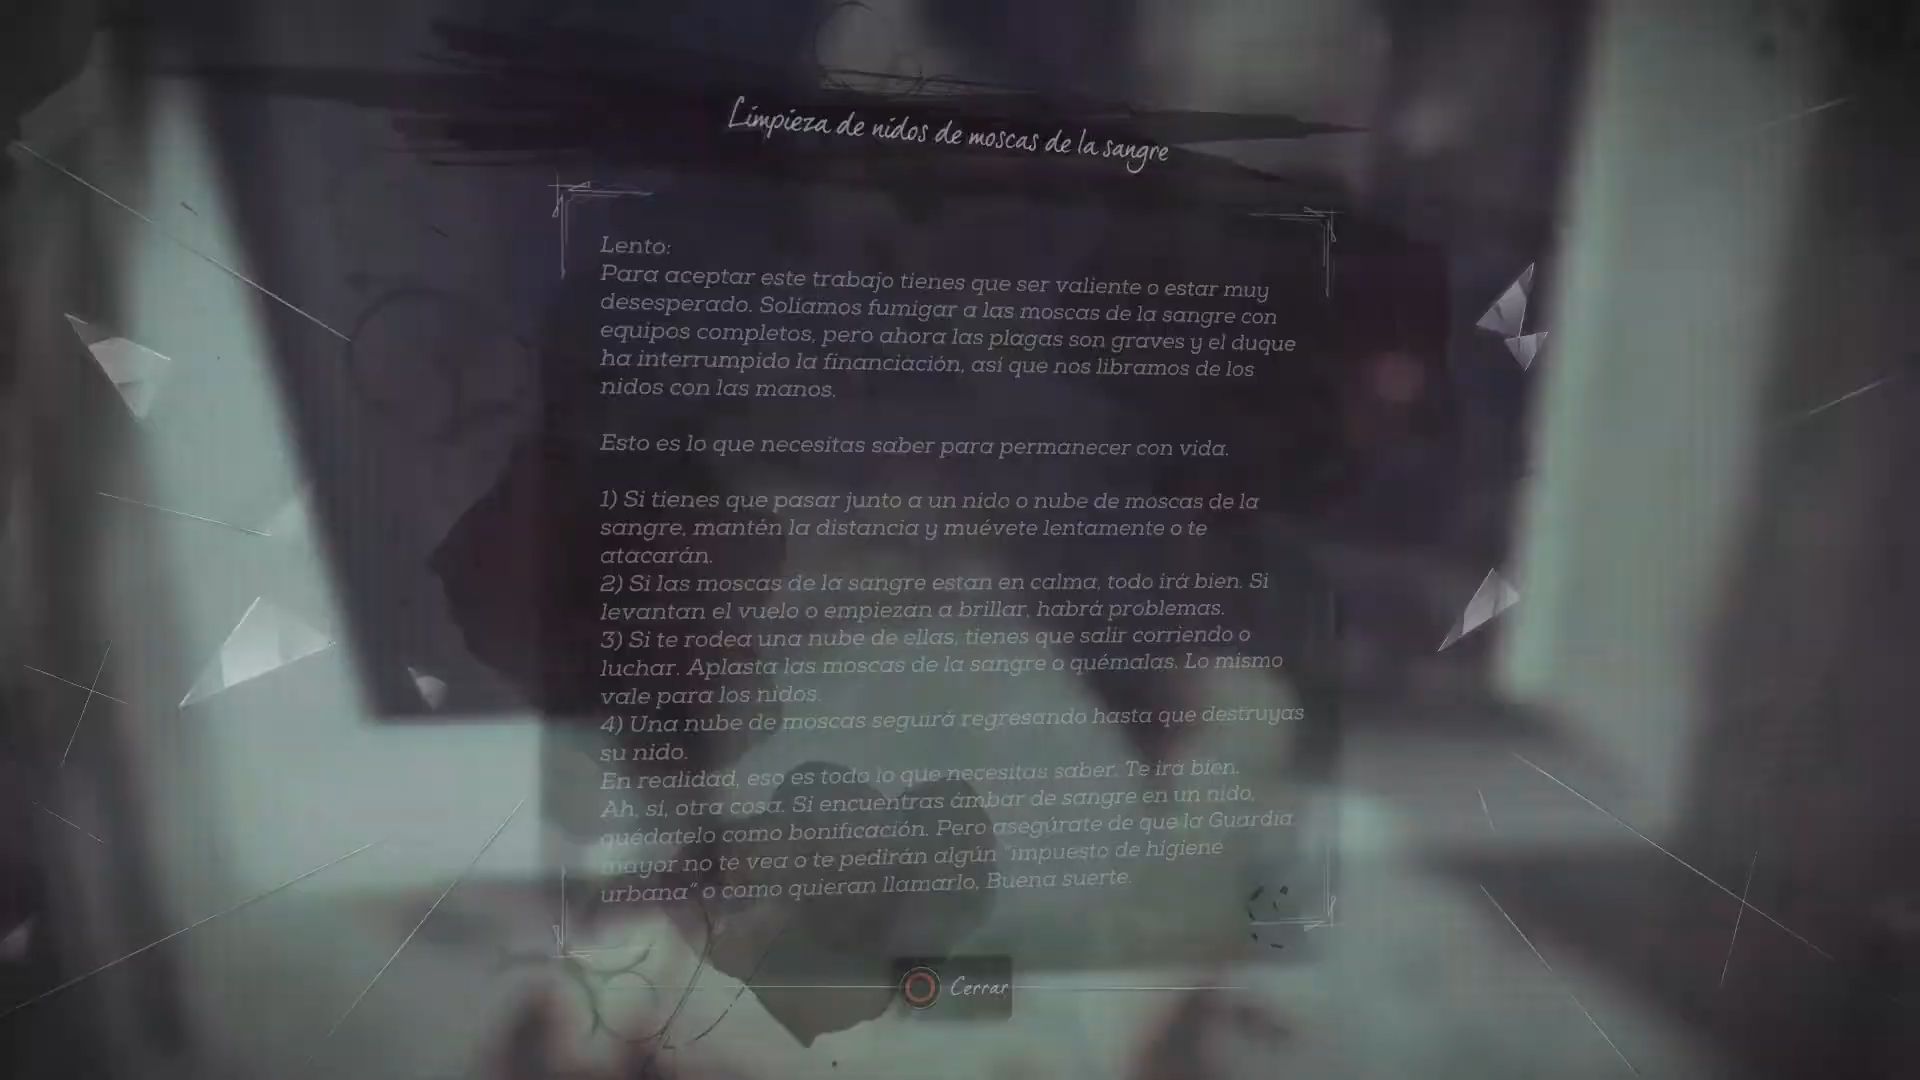 Limpieza de nidos de moscas de la sangre
Lento:
Para aceptar este trabajo tienes que ser valiente o estar muy
desesperado. Solíamos fumigar a las moscas de la sangre con
equipos completos, pero ahora las plagas son graves y el duque
ha interrumpido la financiación, así que nos libramos de los
nidos con las manos.
Esto es lo que necesitas saber para permanecer con vida.
1) Si tienes que pasar junto a un nido o nube de moscas de la
sangre, mantén la distancia y muévete lentamente o te
atacarán.
2) Si las moscas de la sangre estan en calma, todo irá bien. Si
levantan el vuelo o empiezan a brillar, habrá problemas.
3) Si te rodea una nube de ellas, tienes que salir corriendo o
luchar. Aplasta las moscas de la sangre o quémalas. Lo mismo
vale para los nidos.
4) Una nube de moscas seguirá regresando hasta que destruyas
su nido.
En realidad, eso es todo lo que necesitas saber. Te irá bien.
Ah, sí, otra cosa. Si encuentras ámbar de sangre en un nido,
quédatelo como bonificación. Pero asegúrate de que la Guardia
mayor no te vea o te pedirán algún "impuesto de higiene
urbana" o como quieran llamarlo. Buena suerte.
Cerrar